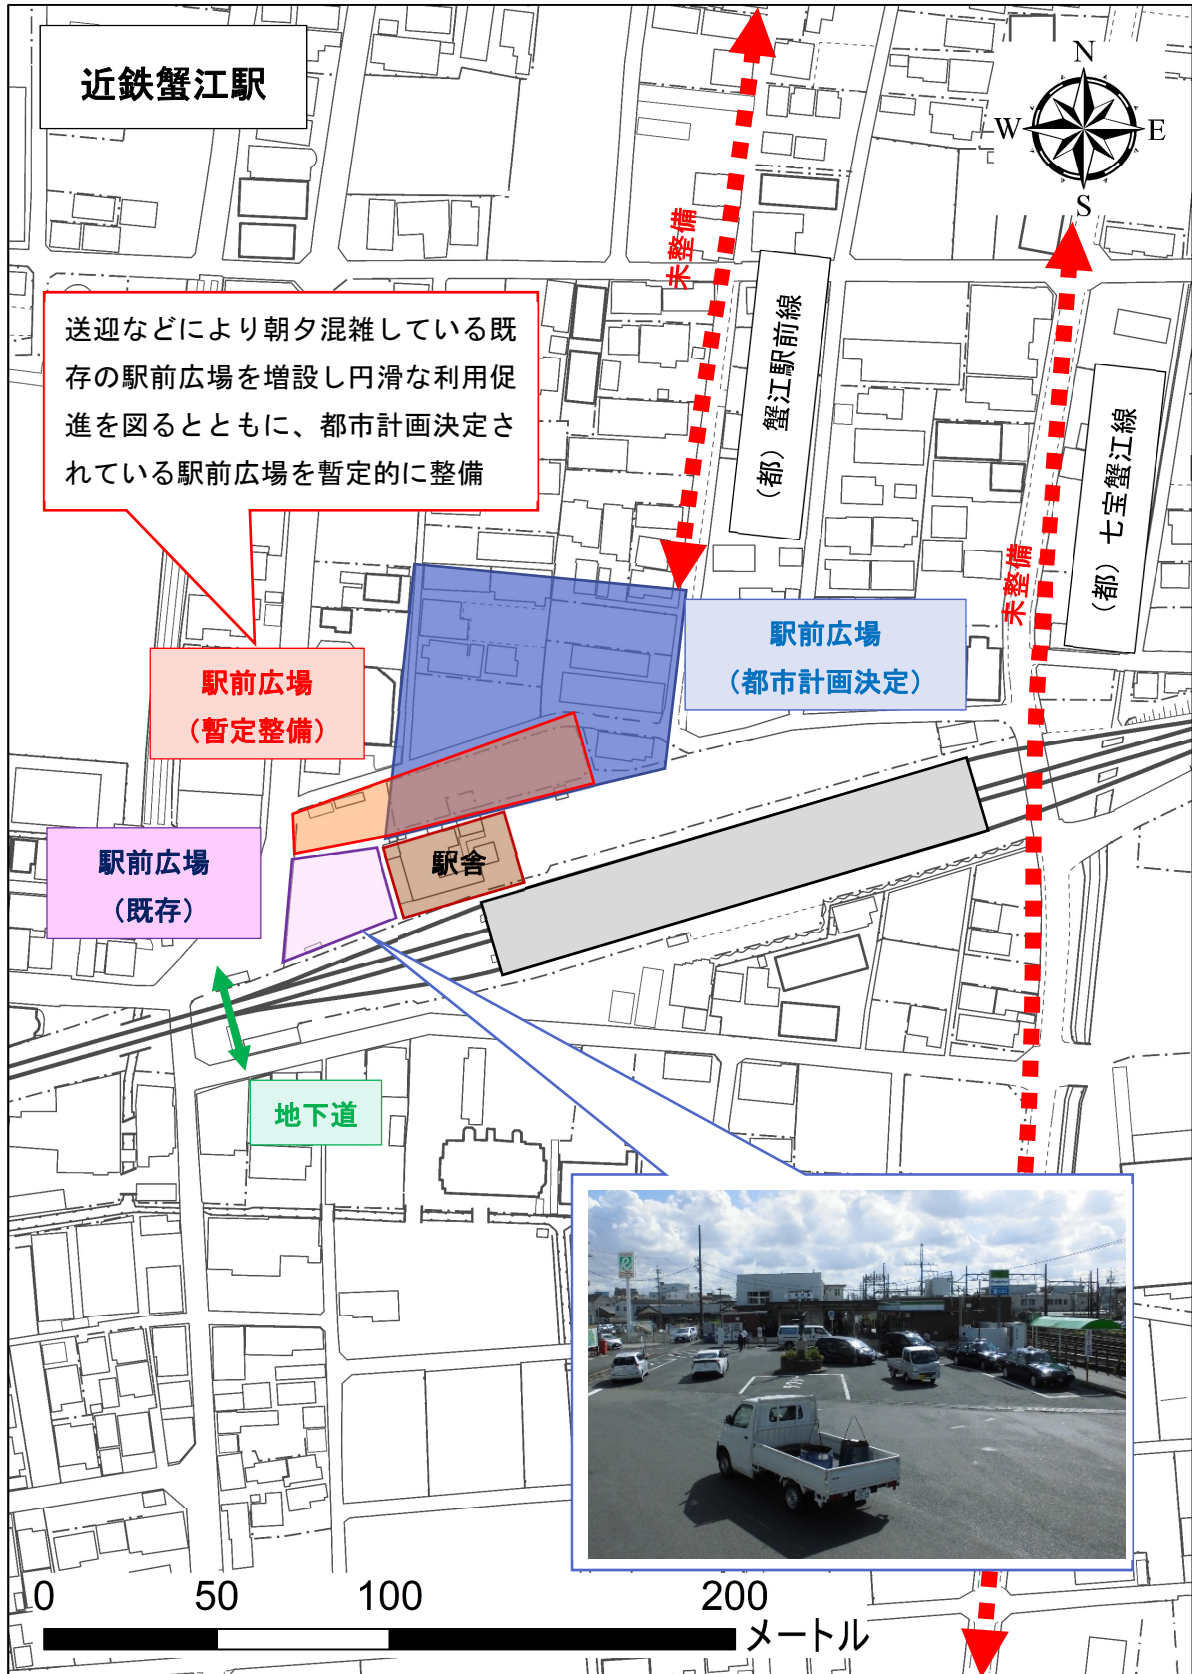 近鉄蟹江駅
N
W
E
S
未整備
(都) 蟹江駅前線
未整備
(都) 七宝蟹江線
送迎などにより朝夕混雑している既
存の駅前広場を増設し円滑な利用促
進を図るとともに、都市計画決定さ
れている駅前広場を暫定的に整備
駅前広場
(都市計画決定)
駅前広場
(暫定整備)
駅前広場
(既存)
駅舎
地下道
0 50 100 200
メートル